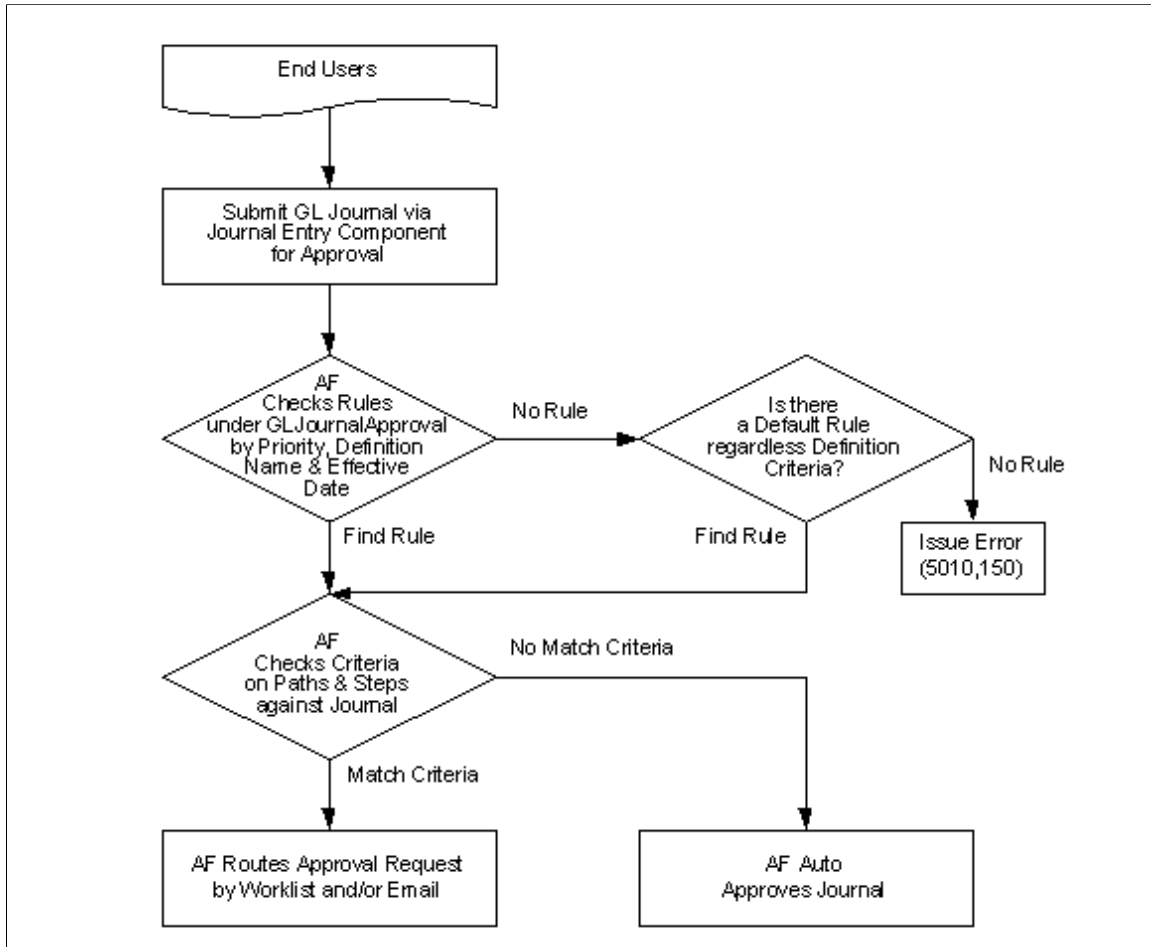 End Users
Submit GL Journal via
Journal Entry Component
for Approval
AF
Checks Rules
under GLJournalApproval
by Priority, Definition
Name & Effective
Date
No Rule
Is there
a Default Rule
regardless Definition
Criteria?
No Rule
Find Rule
Find Rule
Issue Error
(5010,150)
AF
Checks Criteria
on Paths & Steps
against Journal
No Match Criteria
Match Criteria
AF Routes Approval Request
by Worklist and/or Email
AF Auto
Approves Journal